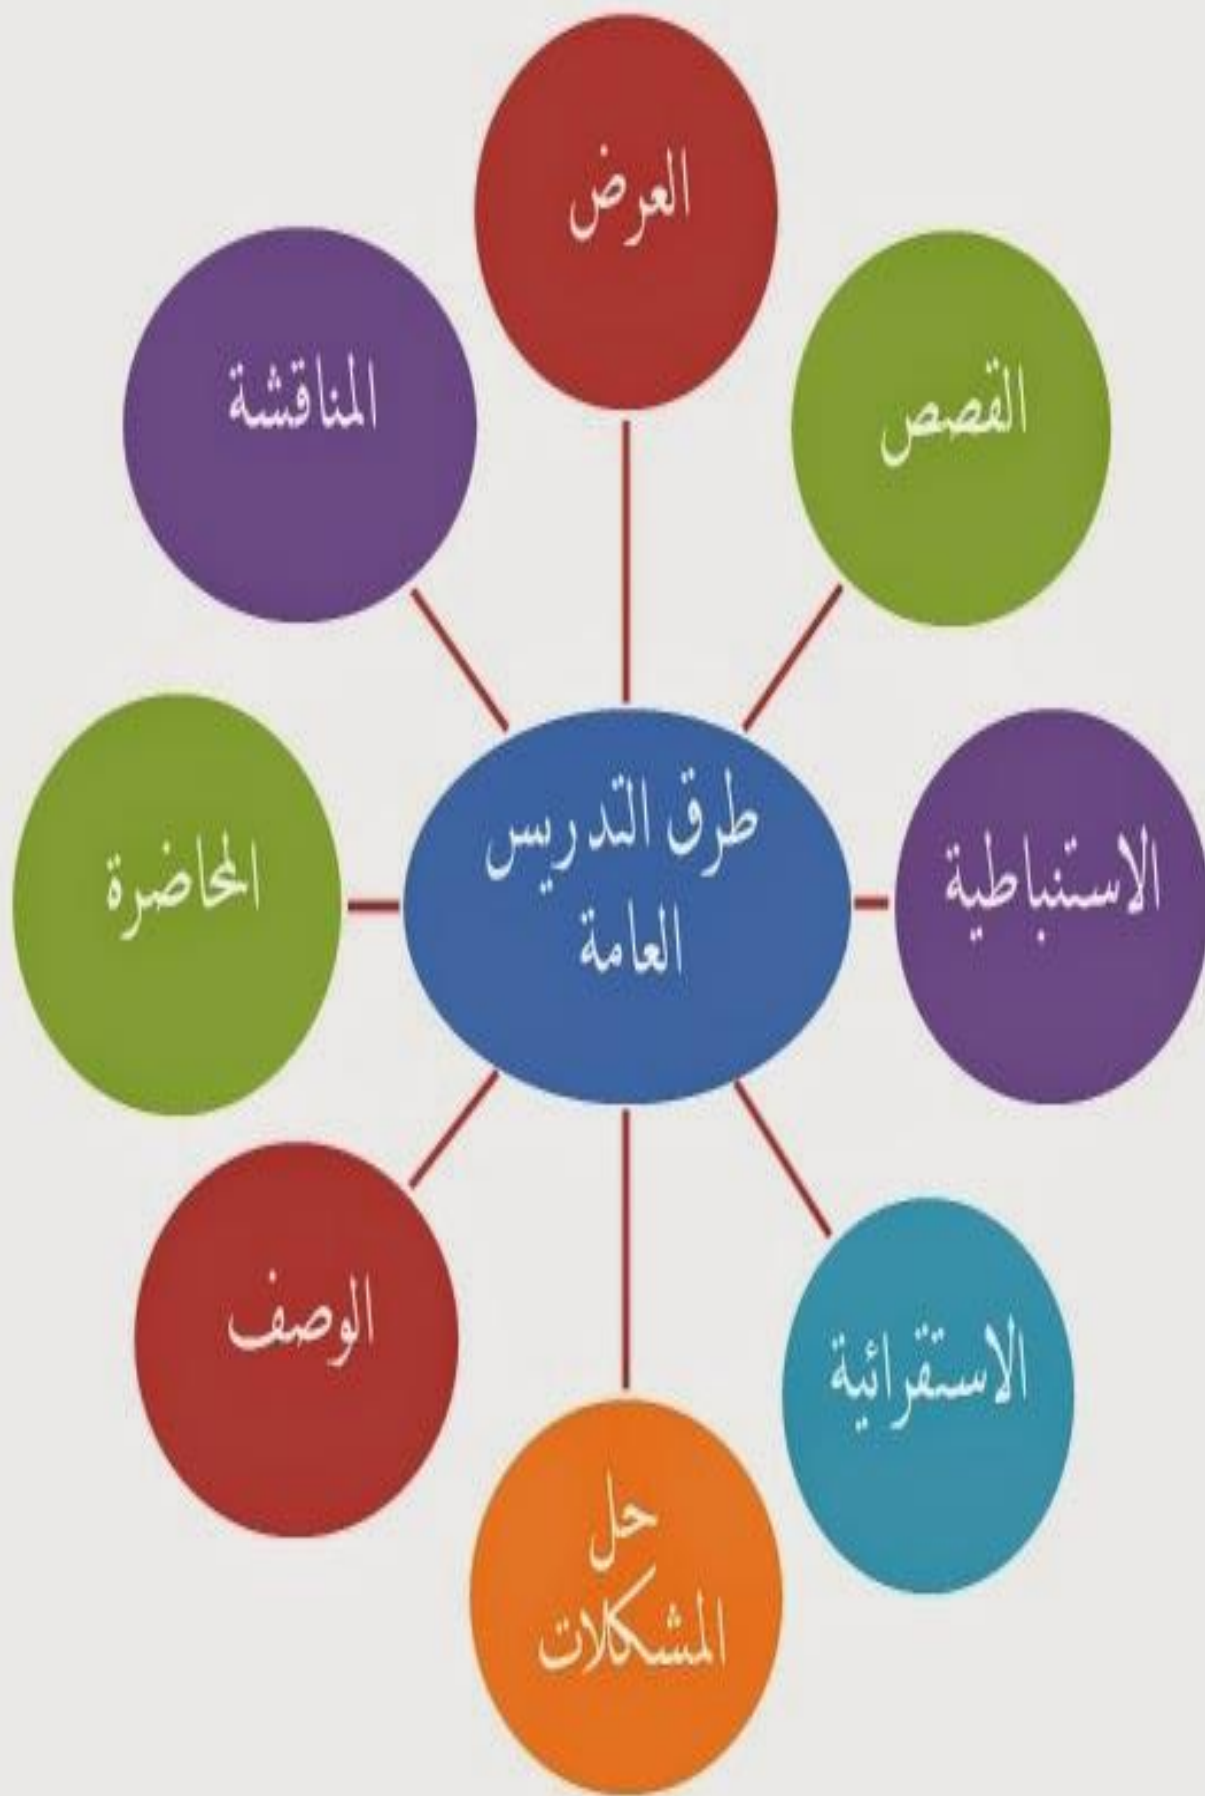 العرض
القصص
المناقشة
طرق التدريس
العامة
الاستنباطية
المحاضرة
الاستقرائية
الوصف
حل
المشكلات